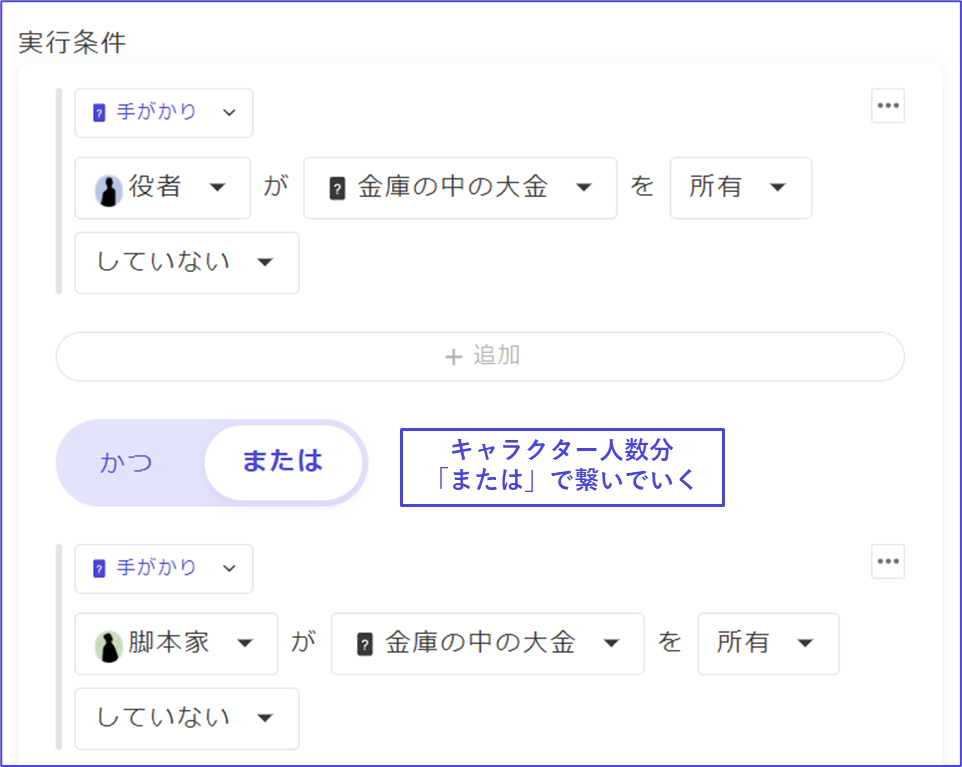 実行条件
手がかり
役者 が 金庫の中の大金 を 所有
していない
+ 追加
かつ または
キャラクター人数分
「または」で繋いでいく
手がかり
脚本家 が 金庫の中の大金 を 所有
していない